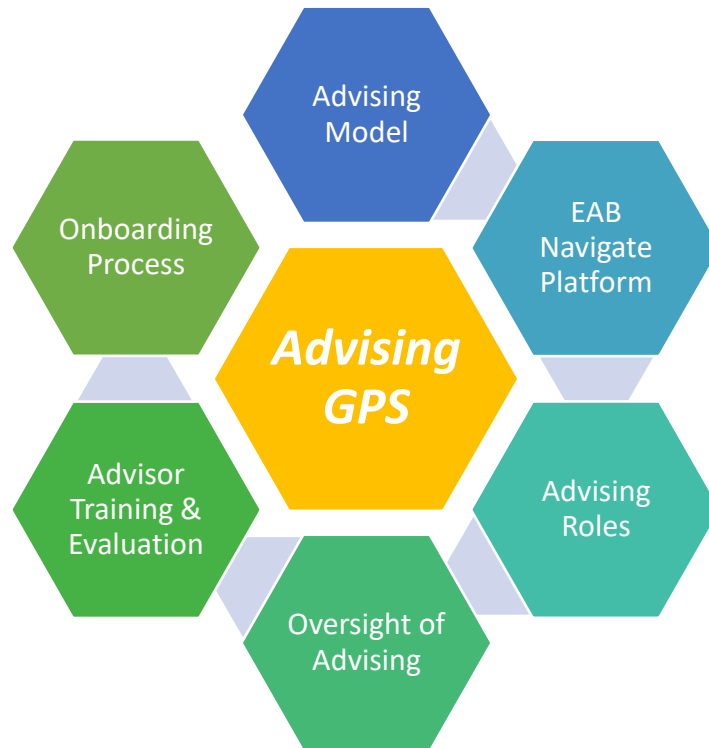 Advising
Model
EAB
Navigate
Platform
Advising
Roles
Oversight of
Advising
Advisor
Training &
Evaluation
Onboarding
Process
Advising
GPS